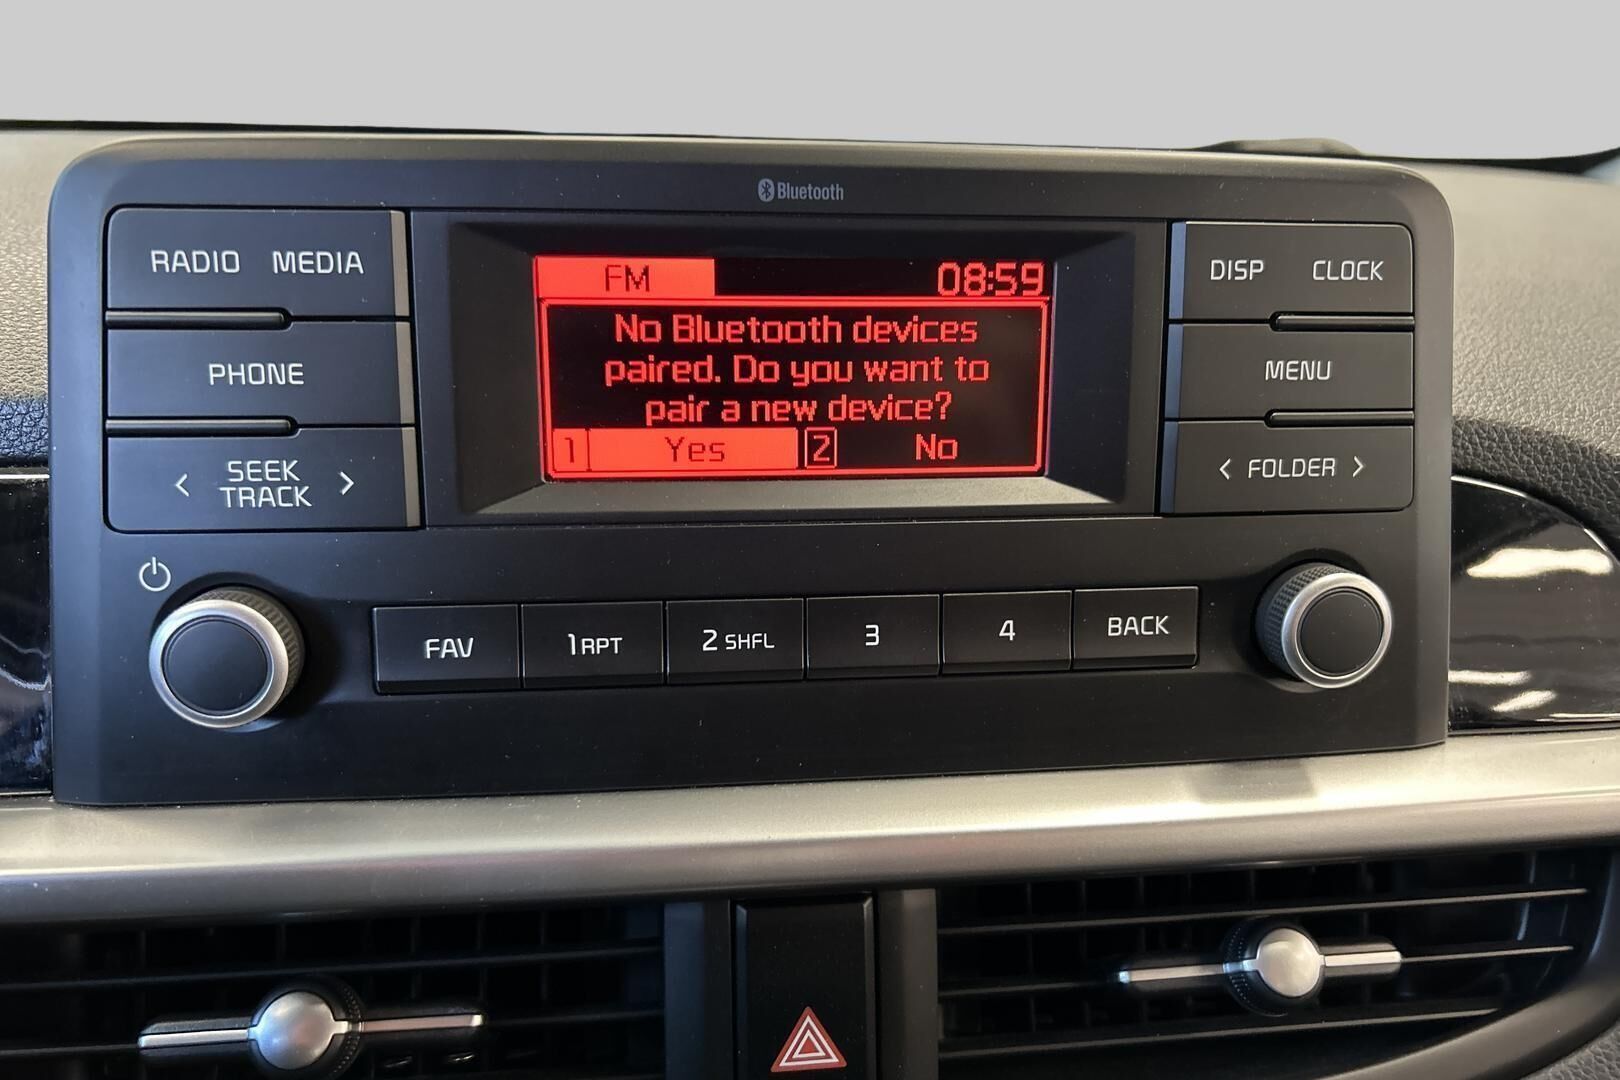 Bluetooth
RADIO MEDIA
PHONE
< SEEK TRACK >
FM 08:59
No Bluetooth devices
paired. Do you want to
pair a new device?
1 Yes 2 No
DISP CLOCK
MENU
< FOLDER >
FAV 1 RPT 2 SHFL 3 4 BACK